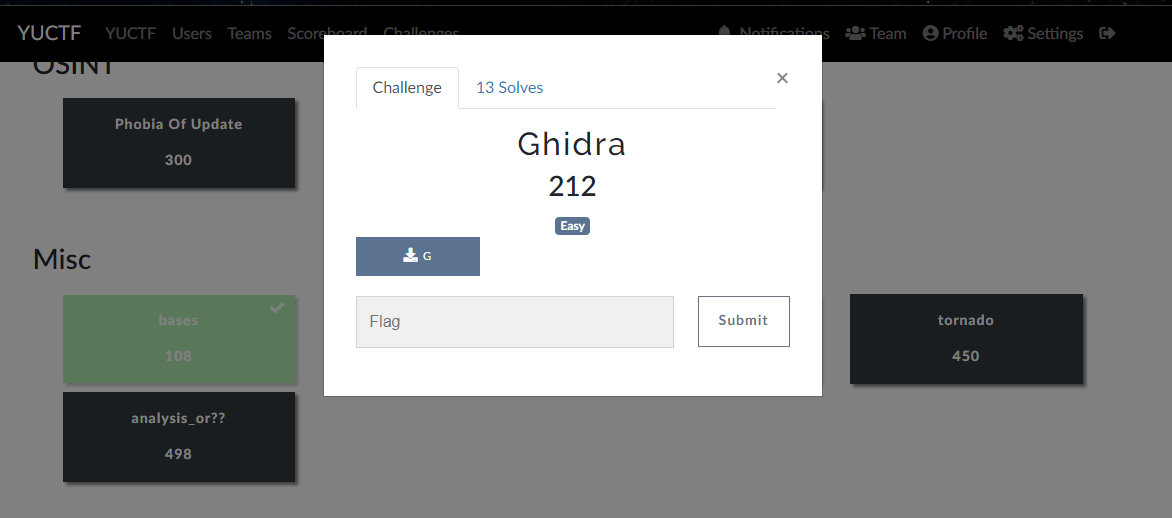 YUCTF YUCTF Users Teams Scoreboard Challenges Notifications Team Profile Settings
OSINT
Phobia Of Update
300
Challenge 13 Solves ×
Ghidra
212
Easy
G
Flag Submit
Misc
bases
108
tornado
450
analysis_or??
498